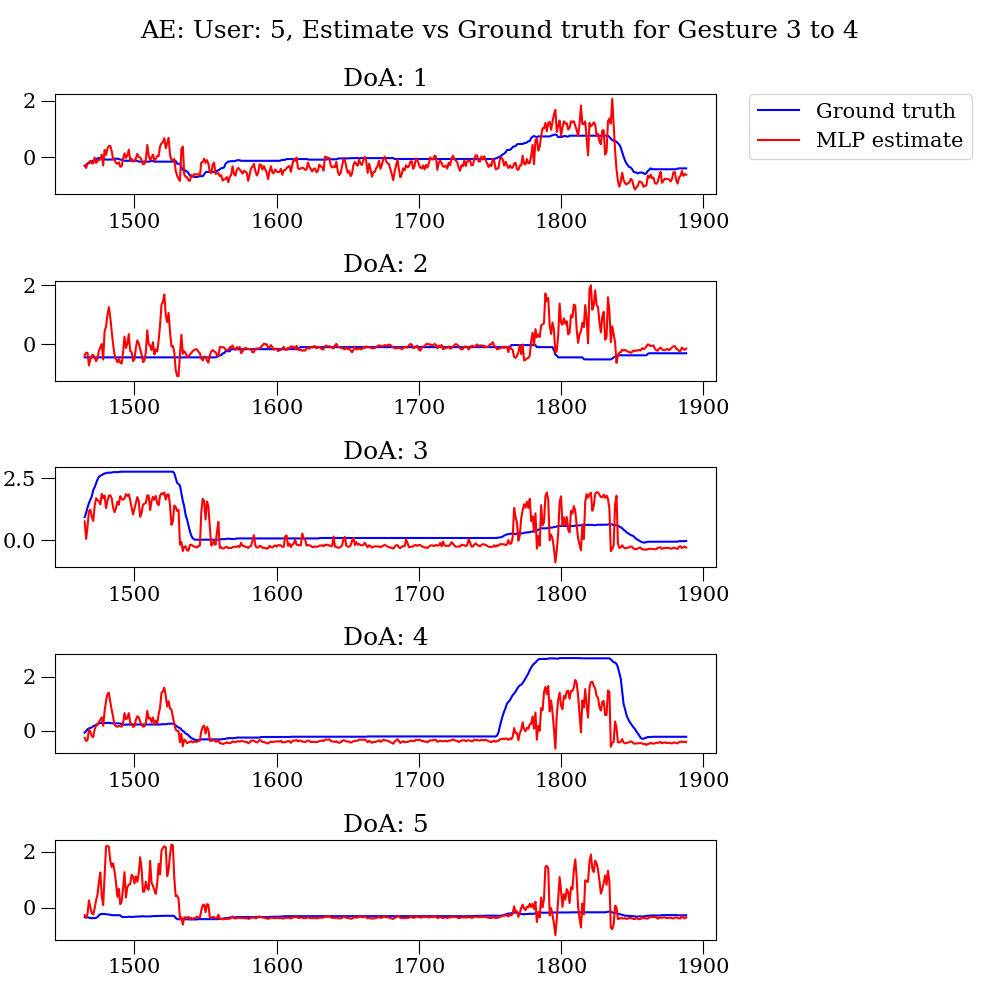 AE: User: 5, Estimate vs Ground truth for Gesture 3 to 4
DoA: 1
2
0
1500 1600 1700 1800 1900
Ground truth
MLP estimate
DoA: 2
2
0
1500 1600 1700 1800 1900
DoA: 3
2.5
0.0
1500 1600 1700 1800 1900
DoA: 4
2
0
1500 1600 1700 1800 1900
DoA: 5
2
0
1500 1600 1700 1800 1900